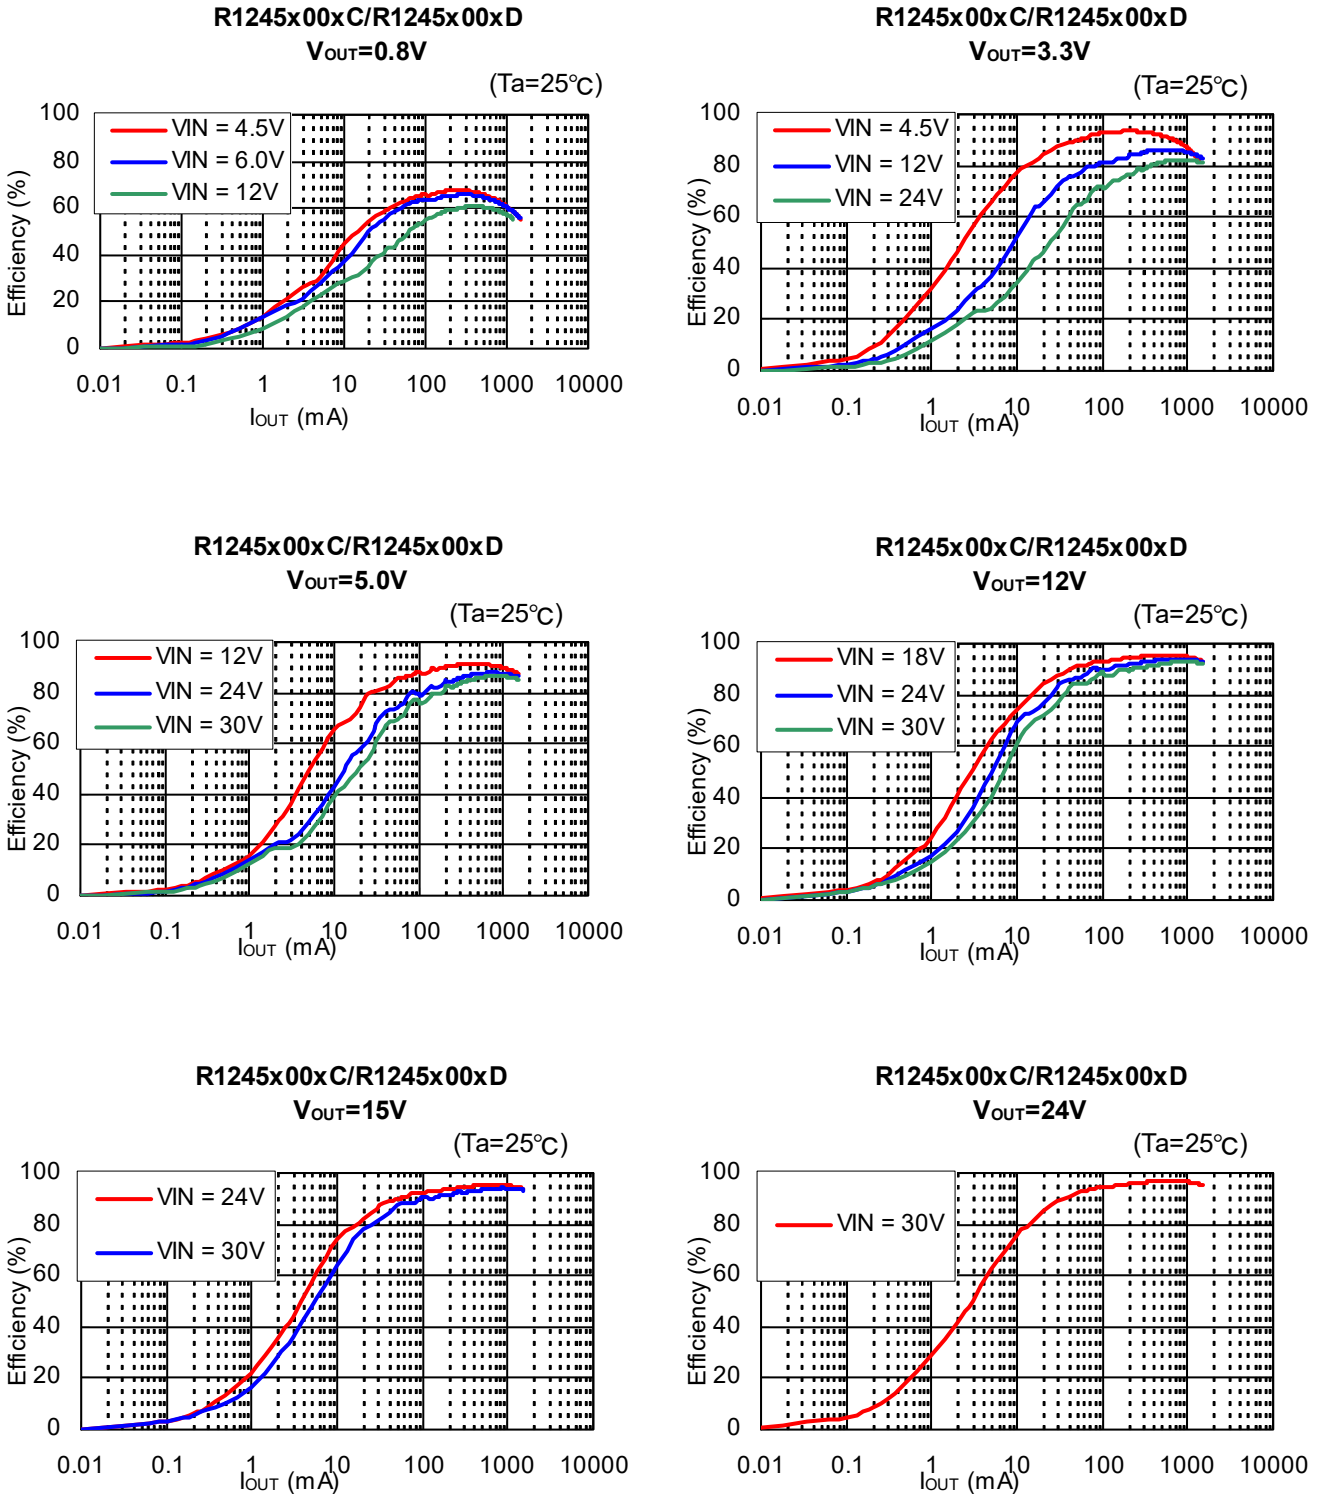 R1245x00xC/R1245x00xD
VOUT=0.8V
(Ta=25℃)
VIN = 4.5V
VIN = 6.0V
VIN = 12V
Efficiency (%)
100
80
60
40
20
0
0.01 0.1 1 10 100 1000 10000
IOUT (mA)
R1245x00xC/R1245x00xD
VOUT=3.3V
(Ta=25℃)
VIN = 4.5V
VIN = 12V
VIN = 24V
Efficiency (%)
100
80
60
40
20
0
0.01 0.1 1 10 100 1000 10000
IOUT (mA)
R1245x00xC/R1245x00xD
VOUT=5.0V
(Ta=25℃)
VIN = 12V
VIN = 24V
VIN = 30V
Efficiency (%)
100
80
60
40
20
0
0.01 0.1 1 10 100 1000 10000
IOUT (mA)
R1245x00xC/R1245x00xD
VOUT=12V
(Ta=25℃)
VIN = 18V
VIN = 24V
VIN = 30V
Efficiency (%)
100
80
60
40
20
0
0.01 0.1 1 10 100 1000 10000
IOUT (mA)
R1245x00xC/R1245x00xD
VOUT=15V
(Ta=25℃)
VIN = 24V
VIN = 30V
Efficiency (%)
100
80
60
40
20
0
0.01 0.1 1 10 100 1000 10000
IOUT (mA)
R1245x00xC/R1245x00xD
VOUT=24V
(Ta=25℃)
VIN = 30V
Efficiency (%)
100
80
60
40
20
0
0.01 0.1 1 10 100 1000 10000
IOUT (mA)